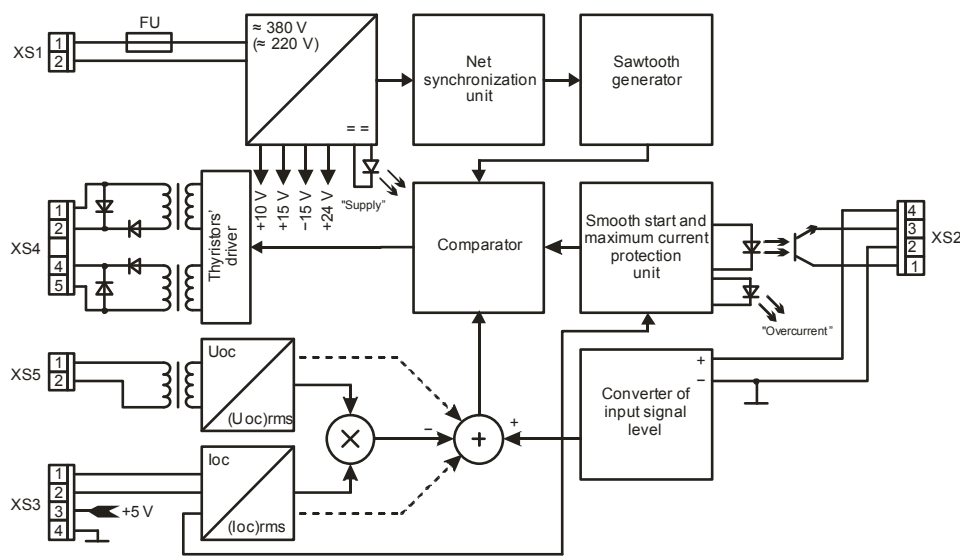 FU
XS1
1
2
≈ 380 V
(≈ 220 V)
= =
Net
synchronization
unit
Sawtooth
generator
+10 V
+15 V
−15 V
+24 V
"Supply"
XS4
1
2
4
5
Thyristors'
driver
Comparator
Smooth start and
maximum current
protection
unit
"Overcurrent"
4
3
2
1
XS2
XS5
1
2
Uoc
(Uoc)rms
×
−
+
+
Converter of
input signal
level
+
−
XS3
1
2
3
4
+5 V
Ioc
(Ioc)rms